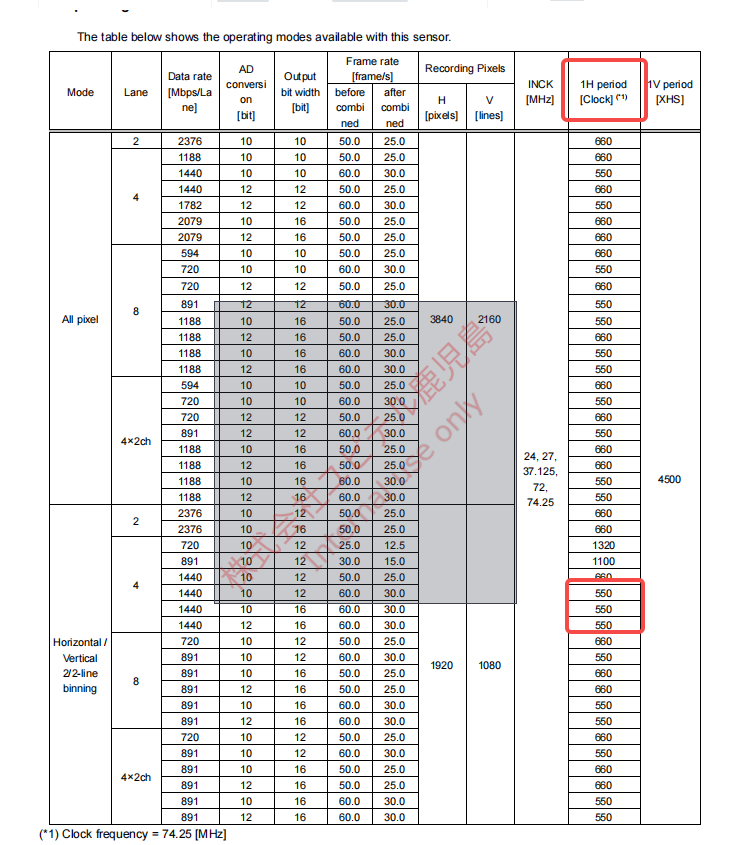 The table below shows the operating modes available with this sensor.
Mode Lane Data rate [Mbps/Lane] AD conversion [bit] Output bit width [bit] Frame rate [frame/s] before combined after combined Recording Pixels H [pixels] V [lines] INCK [MHz] 1H period [Clock] (*1) 1V period [XHS]
All pixel 3840 2160 24, 27, 37.125, 72, 74.25 4500
2 2376 10 10 50.0 25.0 660
4 1188 10 10 50.0 25.0 660
1440 10 10 60.0 30.0 550
1440 12 12 50.0 25.0 660
1782 12 12 60.0 30.0 550
2079 10 16 50.0 25.0 660
2079 12 16 50.0 25.0 660
8 594 10 10 50.0 25.0 660
720 10 10 60.0 30.0 550
720 12 12 50.0 25.0 660
891 12 12 60.0 30.0 550
1188 10 16 50.0 25.0 660
1188 12 16 50.0 25.0 660
1188 10 16 60.0 30.0 550
1188 12 16 60.0 30.0 550
4×2ch 594 10 10 50.0 25.0 660
720 10 10 60.0 30.0 550
720 12 12 50.0 25.0 660
891 12 12 60.0 30.0 550
1188 10 16 50.0 25.0 660
1188 12 16 50.0 25.0 660
1188 10 16 60.0 30.0 550
1188 12 16 60.0 30.0 550
Horizontal / Vertical 2/2-line binning 1920 1080
2 2376 10 12 50.0 25.0 660
2376 10 16 50.0 25.0 660
4 720 10 12 25.0 12.5 1320
891 10 12 30.0 15.0 1100
1440 10 12 50.0 25.0 660
1440 10 12 60.0 30.0 550
1440 10 16 60.0 30.0 550
1440 12 16 60.0 30.0 550
8 720 10 16 50.0 25.0 660
891 10 16 60.0 30.0 550
891 10 16 50.0 25.0 660
891 12 16 50.0 25.0 660
891 10 16 60.0 30.0 550
891 12 16 60.0 30.0 550
4×2ch 720 10 12 50.0 25.0 660
891 10 12 60.0 30.0 550
891 10 16 50.0 25.0 660
891 12 16 50.0 25.0 660
891 10 16 60.0 30.0 550
891 12 16 60.0 30.0 550
(*1) Clock frequency = 74.25 [MHz]
株式会社ユピテル鹿児島
Internal use only